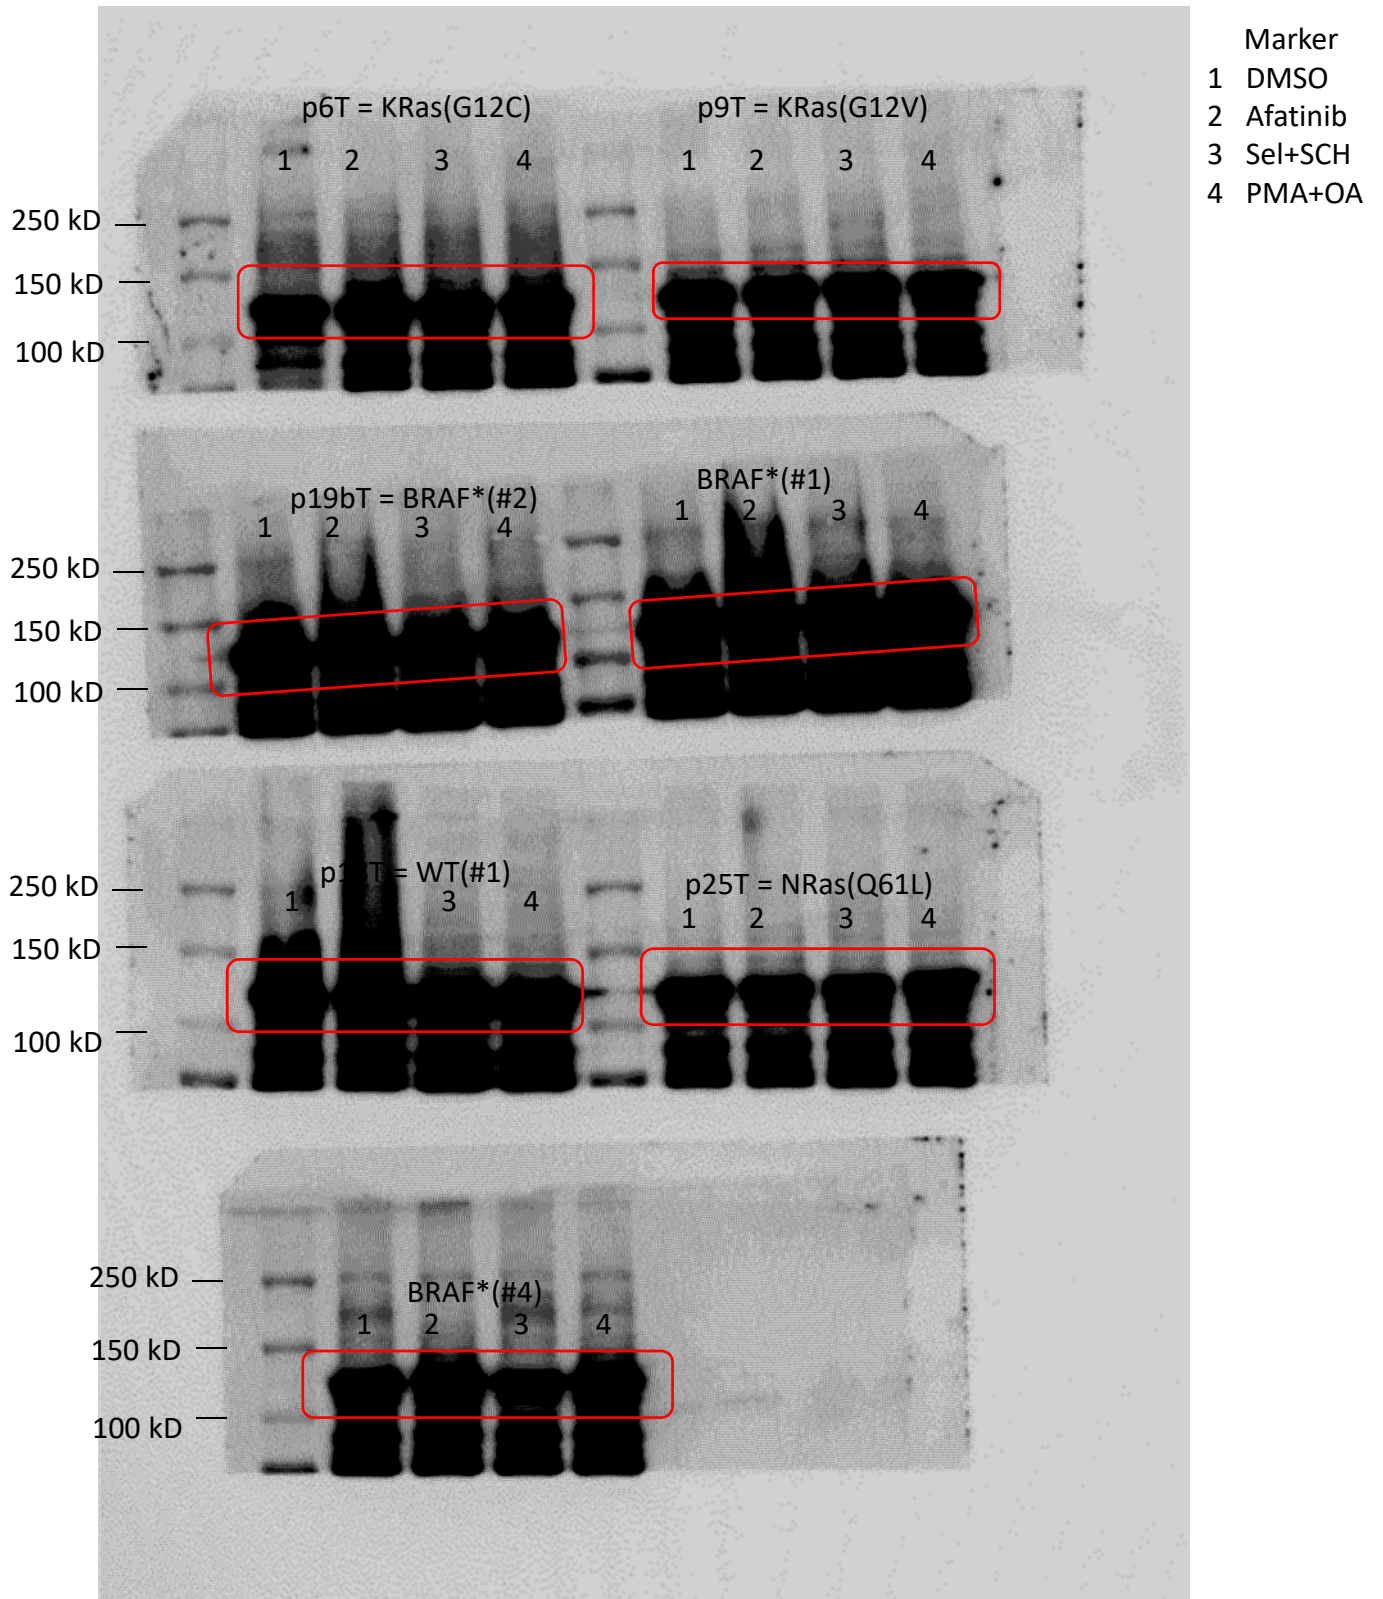 Marker
1 DMSO
2 Afatinib
3 Sel+SCH
4 PMA+OA
p6T = KRas(G12C)
p9T = KRas(G12V)
1 2 3 4
1 2 3 4
250 kD
150 kD
100 kD
p19bT = BRAF*(#2)
BRAF*(#1)
1 2 3 4
1 2 3 4
250 kD
150 kD
100 kD
= WT(#1)
p25T = NRas(Q61L)
1 3 4
1 2 3 4
250 kD
150 kD
100 kD
BRAF*(#4)
1 2 3 4
250 kD
150 kD
100 kD